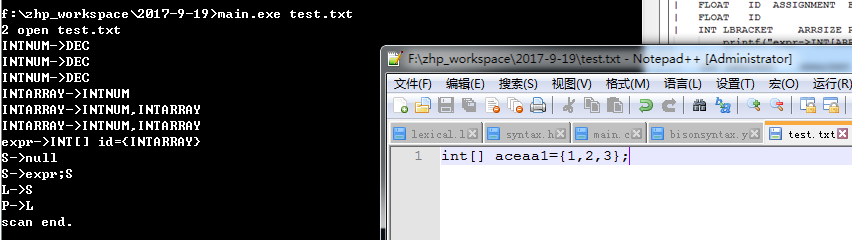 f:\zhp_workspace\2017-9-19>main.exe test.txt
2 open test.txt
INTNUM->DEC
INTNUM->DEC
INTNUM->DEC
INTARRAY->INTNUM
INTARRAY->INTNUM,INTARRAY
INTARRAY->INTNUM,INTARRAY
expr->INT[] id={INTARRAY}
S->null
S->expr;S
L->S
P->L
scan end.
| FLOAT ID ASSIGNMENT
| FLOAT ID
| INT LBRACKET ARRSIZE
printf("expr->INT[
F:\zhp_workspace\2017-9-19\test.txt - Notepad++ [Administrator]
文件(F) 编辑(E) 搜索(S) 视图(V) 格式(M) 语言(L) 设置(T) 宏(O) 运行(R)
lexical.l syntax.h main.c bisonsyntax.y test.txt
1 int[] aceaa1={1,2,3};